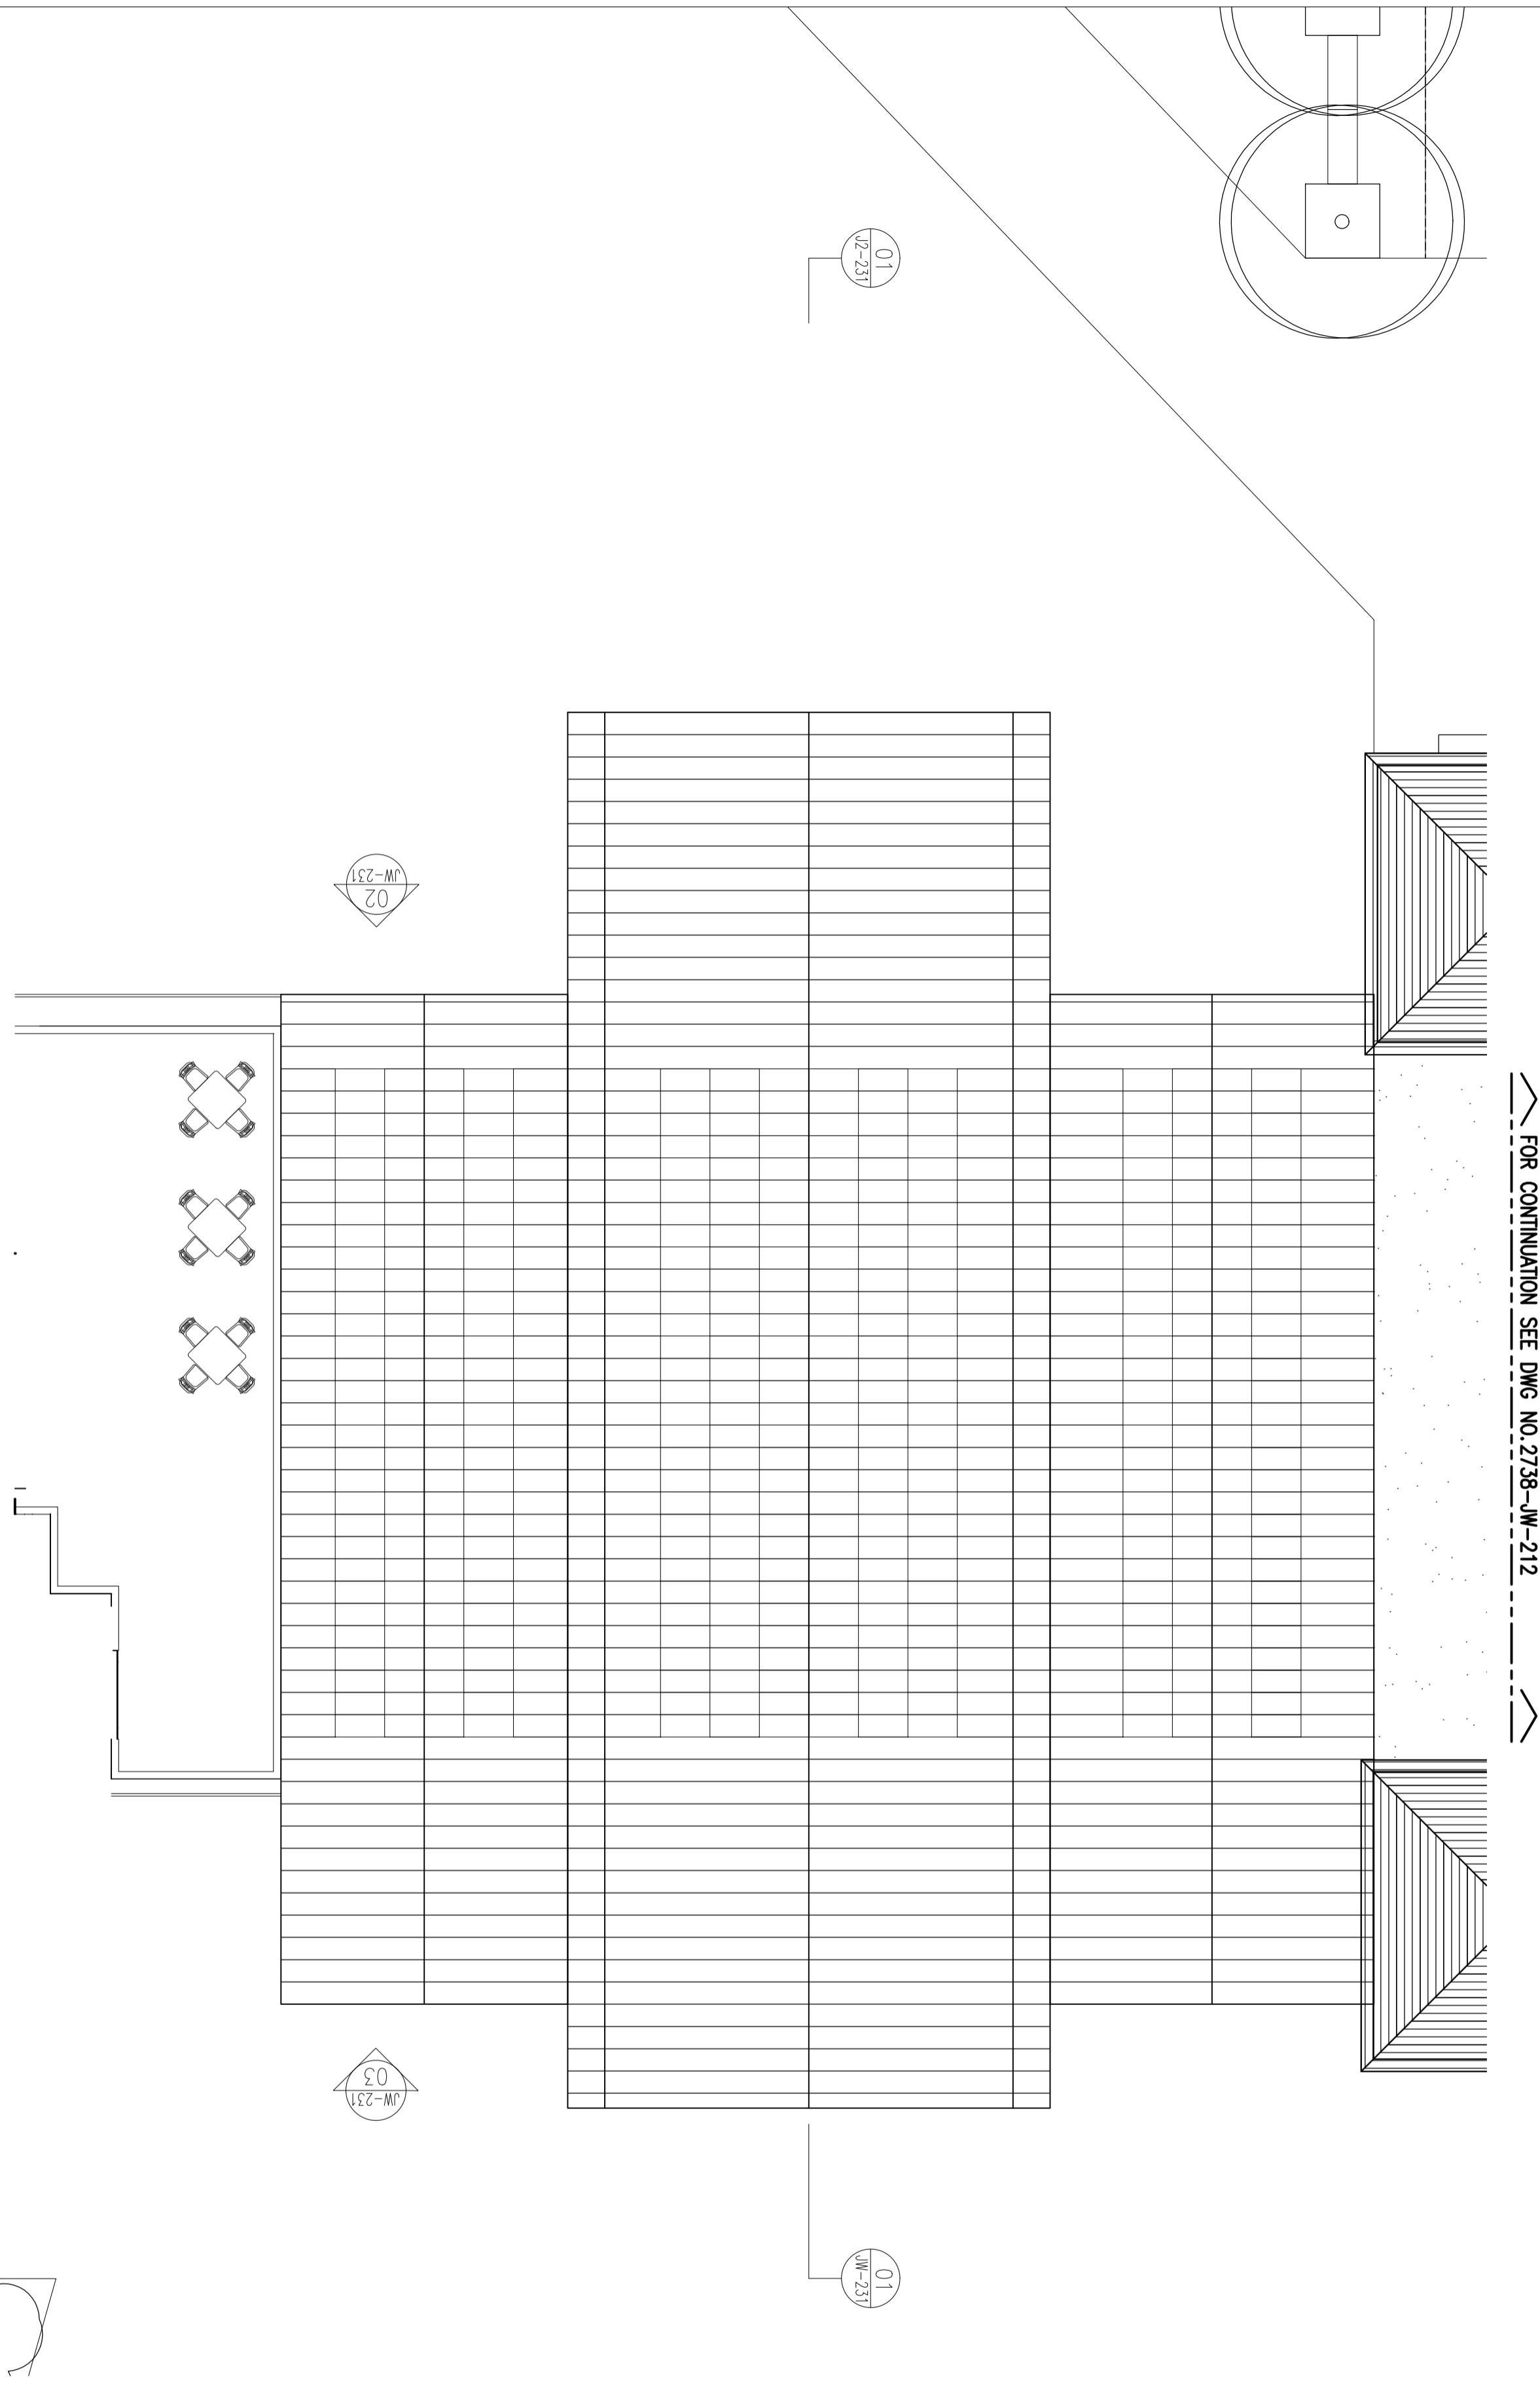 01
J2-231
JW-231
02
FOR CONTINUATION SEE DWG NO.2738-JW-212
03
JW-231
01
JW-231